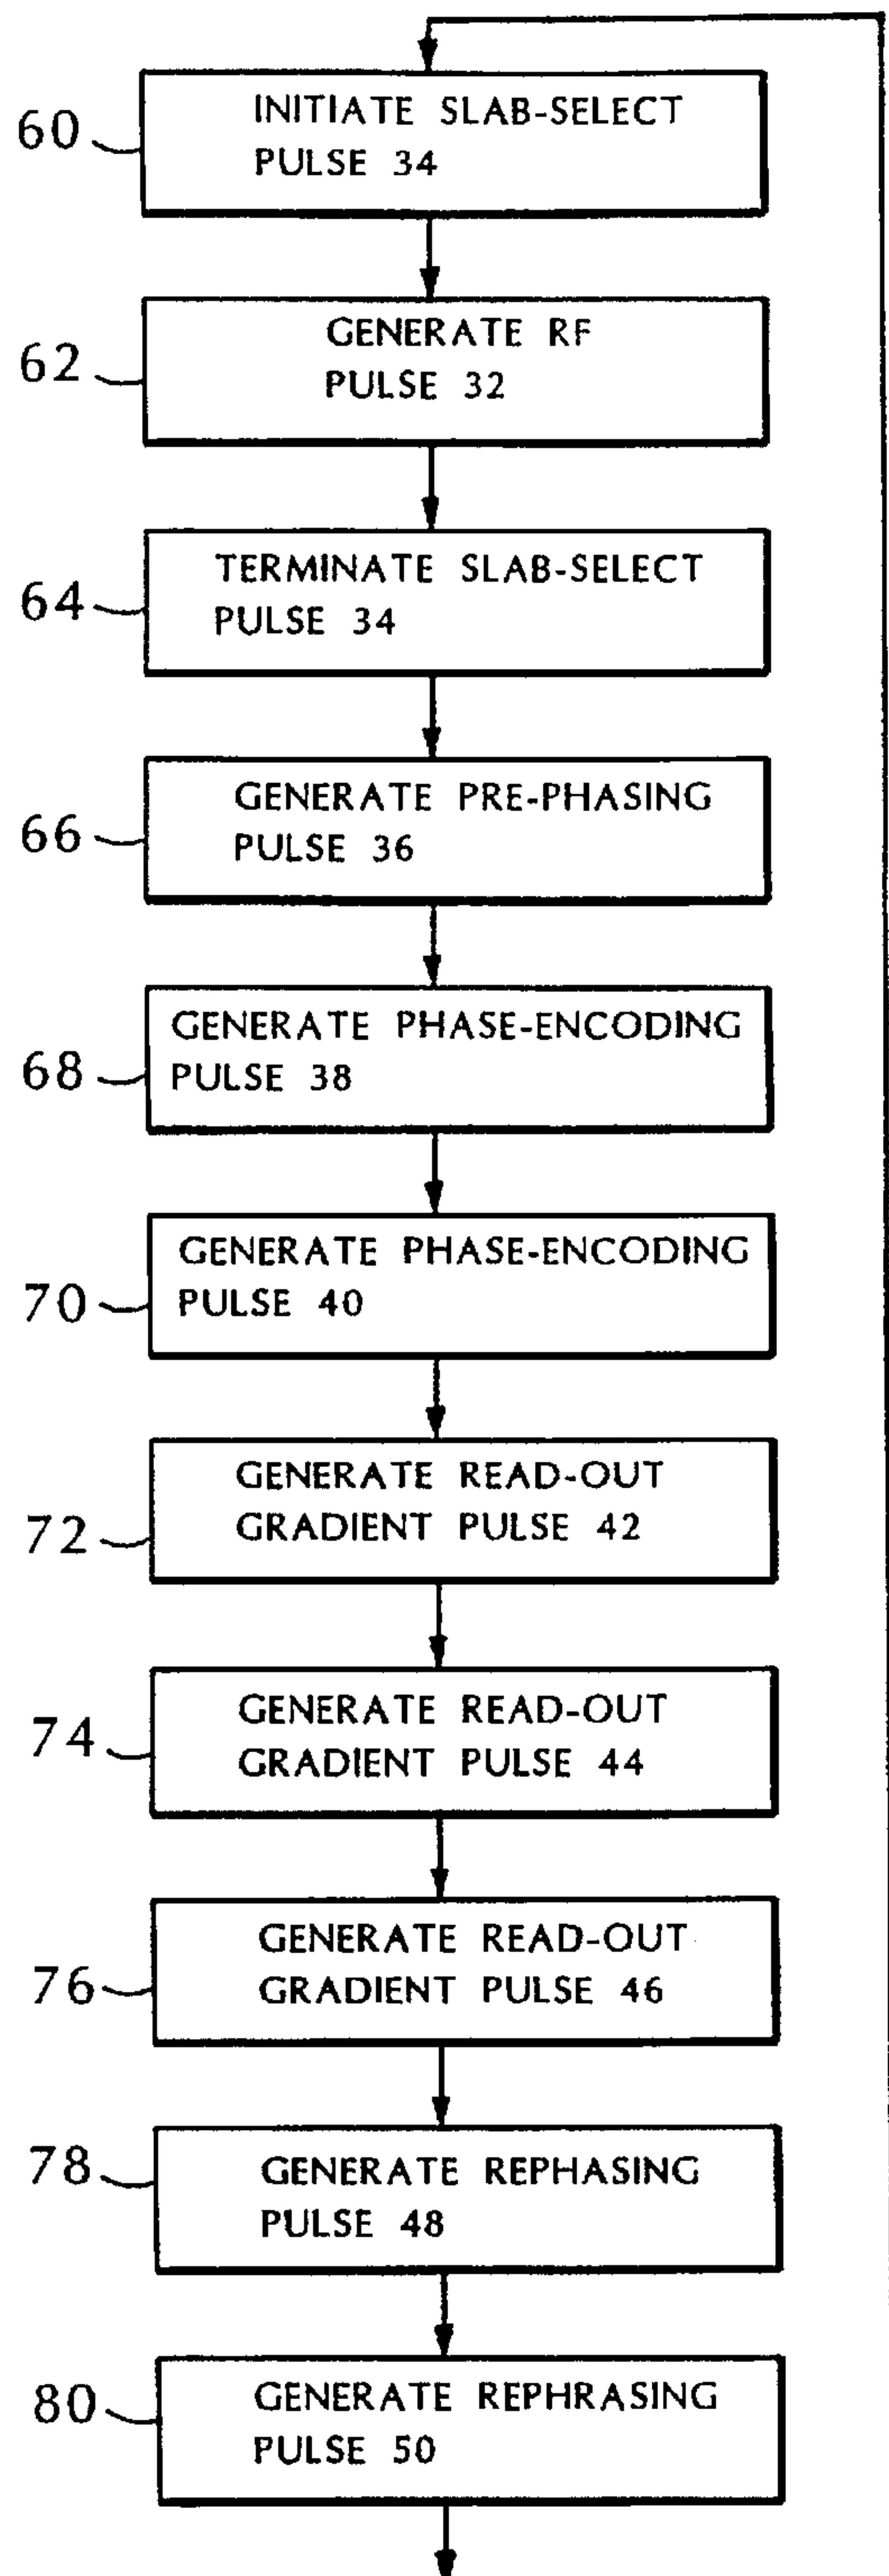 60
INITIATE SLAB-SELECT
PULSE 34
62
GENERATE RF
PULSE 32
64
TERMINATE SLAB-SELECT
PULSE 34
66
GENERATE PRE-PHASING
PULSE 36
68
GENERATE PHASE-ENCODING
PULSE 38
70
GENERATE PHASE-ENCODING
PULSE 40
72
GENERATE READ-OUT
GRADIENT PULSE 42
74
GENERATE READ-OUT
GRADIENT PULSE 44
76
GENERATE READ-OUT
GRADIENT PULSE 46
78
GENERATE REPHASING
PULSE 48
80
GENERATE REPHRASING
PULSE 50